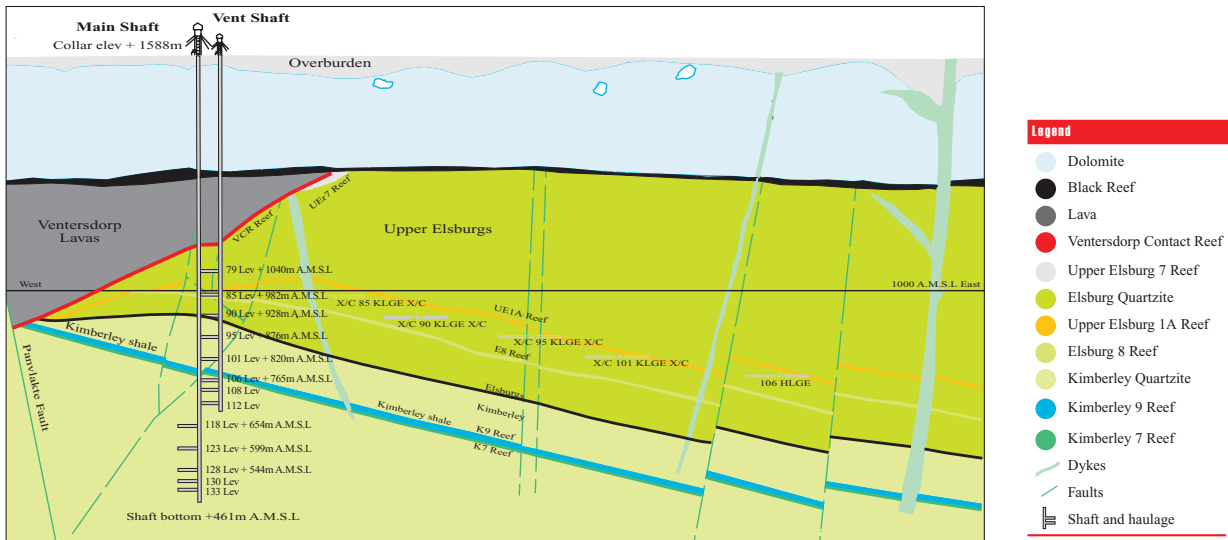 Vent Shaft
Main Shaft
Collar elev + 1588m
Overburden
Ventersdorp
Lavas
VCR Reef
UEr7 Reef
Upper Elsburgs
79 Lev + 1040m A.M.S.L
West
1000 A.M.S.L East
85 Lev + 982m A.M.S.L
X/C 85 KLGE X/C
90 Lev + 928m A.M.S.L
UE1A Reef
X/C 90 KLGE X/C
Kimberley shale
95 Lev + 876m A.M.S.L
X/C 95 KLGE X/C
E8 Reef
101 Lev + 820m A.M.S.L
X/C 101 KLGE X/C
Panvlakte Fault
106 Lev + 765m A.M.S.L
106 HLGE
108 Lev
Elsburgs
112 Lev
Kimberley
Kimberley shale
118 Lev + 654m A.M.S.L
K9 Reef
K7 Reef
123 Lev + 599m A.M.S.L
128 Lev + 544m A.M.S.L
130 Lev
133 Lev
Shaft bottom +461m A.M.S.L
Legend
Dolomite
Black Reef
Lava
Ventersdorp Contact Reef
Upper Elsburg 7 Reef
Elsburg Quartzite
Upper Elsburg 1A Reef
Elsburg 8 Reef
Kimberley Quartzite
Kimberley 9 Reef
Kimberley 7 Reef
Dykes
Faults
Shaft and haulage